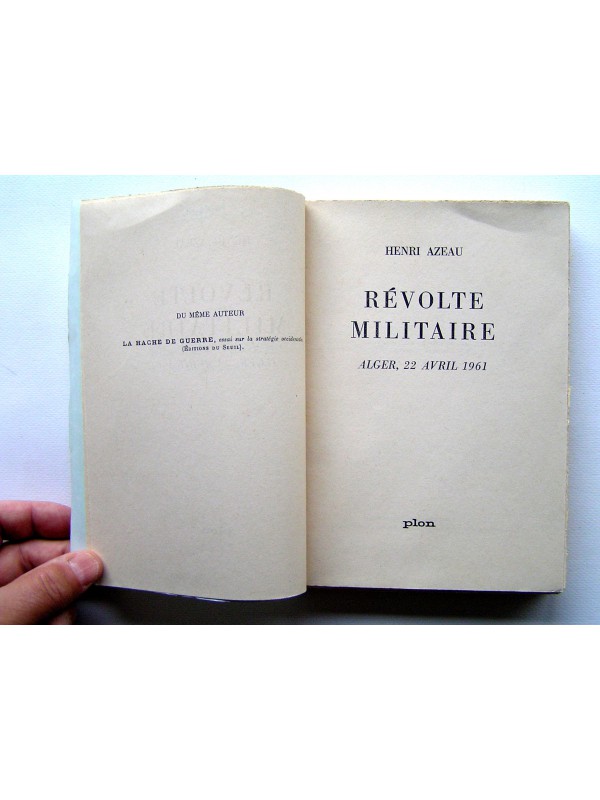 DU MÊME AUTEUR
LA HACHE DE GUERRE, essai sur la stratégie occidentale
(ÉDITIONS DU SEUIL).
HENRI AZEAU
RÉVOLTE
MILITAIRE
ALGER, 22 AVRIL 1961
plon